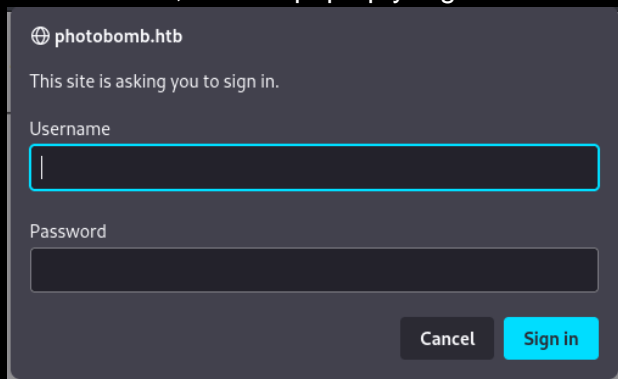 photobomb.htb
This site is asking you to sign in.
Username
Password
Cancel Sign in